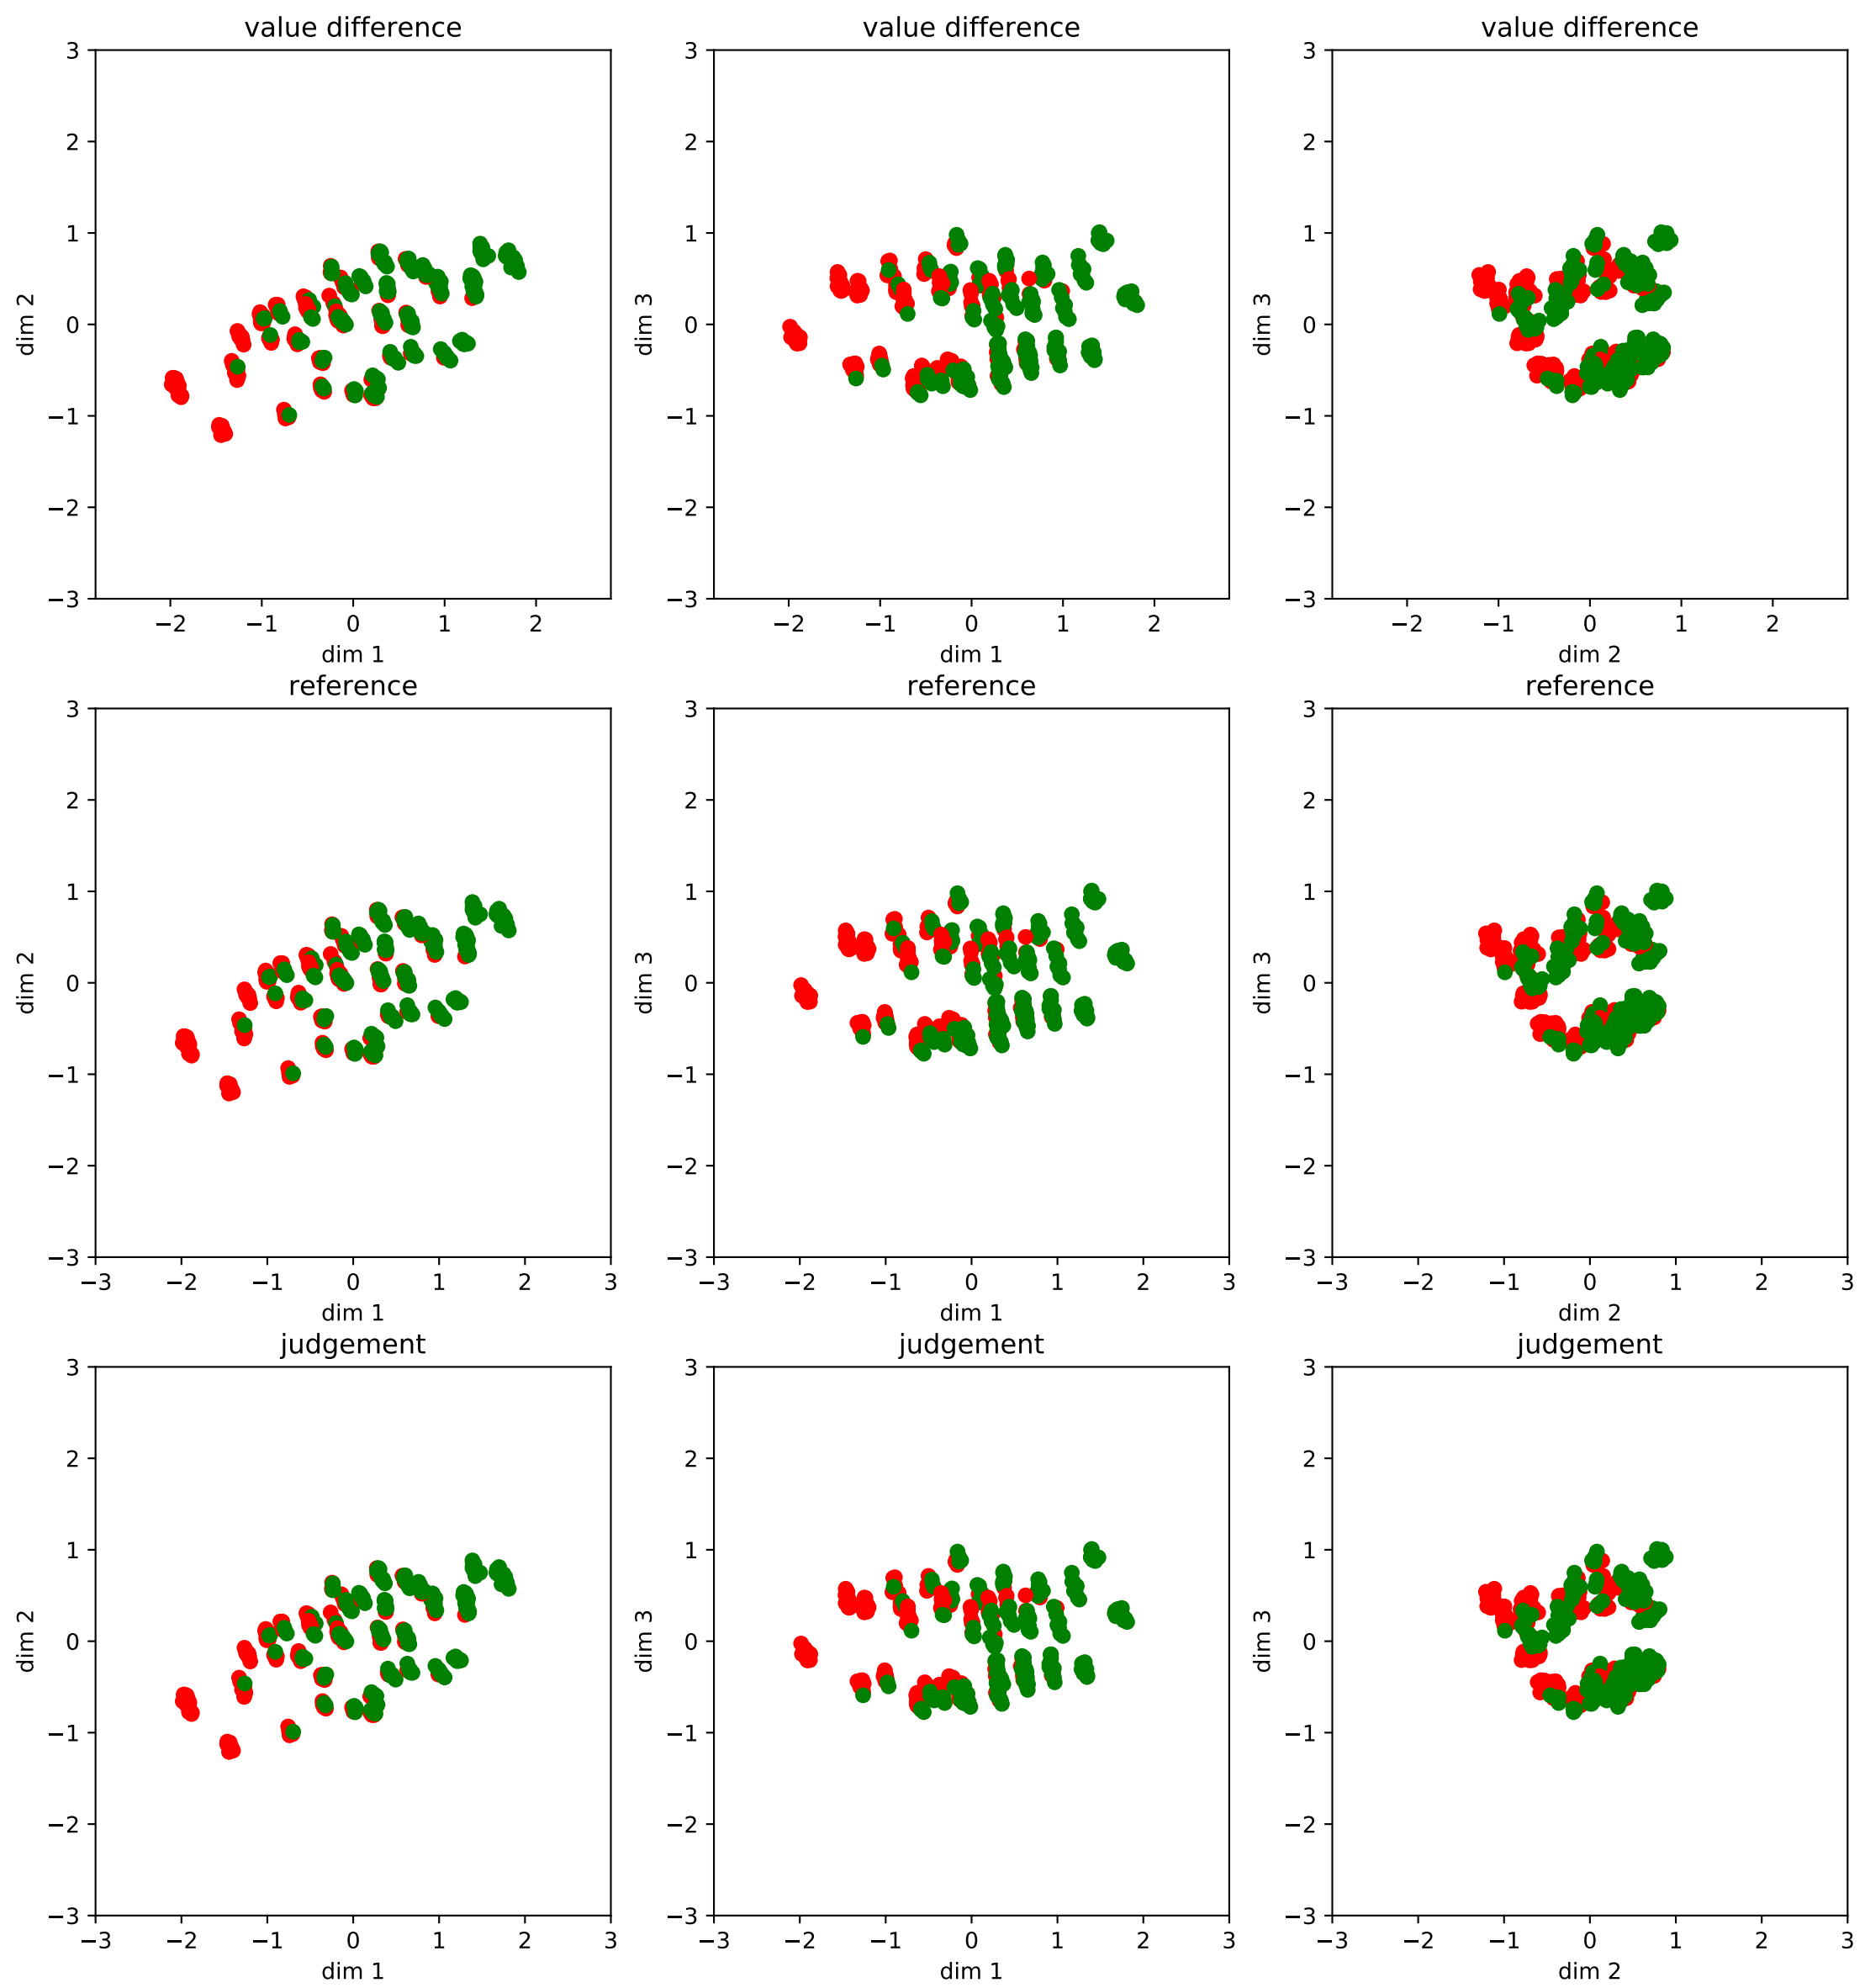 value difference value difference value difference
3 3 3
2 2 2
1 1 1
0 0 0
−1 −1 −1
−2 −2 −2
−3 −3 −3
dim 2 dim 3 dim 3
−2 −1 0 1 2 −2 −1 0 1 2 −2 −1 0 1 2
dim 1 dim 1 dim 2
reference reference reference
3 3 3
2 2 2
1 1 1
0 0 0
−1 −1 −1
−2 −2 −2
−3 −3 −3
dim 2 dim 3 dim 3
−3 −2 −1 0 1 2 3 −3 −2 −1 0 1 2 3 −3 −2 −1 0 1 2 3
dim 1 dim 1 dim 2
judgement judgement judgement
3 3 3
2 2 2
1 1 1
0 0 0
−1 −1 −1
−2 −2 −2
−3 −3 −3
dim 2 dim 3 dim 3
−3 −2 −1 0 1 2 3 −3 −2 −1 0 1 2 3 −3 −2 −1 0 1 2 3
dim 1 dim 1 dim 2